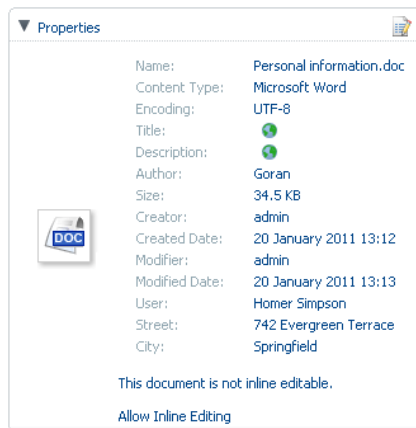 Properties
Name: Personal information.doc
Content Type: Microsoft Word
Encoding: UTF-8
Title:
Description:
Author: Goran
Size: 34.5 KB
Creator: admin
Created Date: 20 January 2011 13:12
Modifier: admin
Modified Date: 20 January 2011 13:13
User: Homer Simpson
Street: 742 Evergreen Terrace
City: Springfield
DOC
This document is not inline editable.
Allow Inline Editing